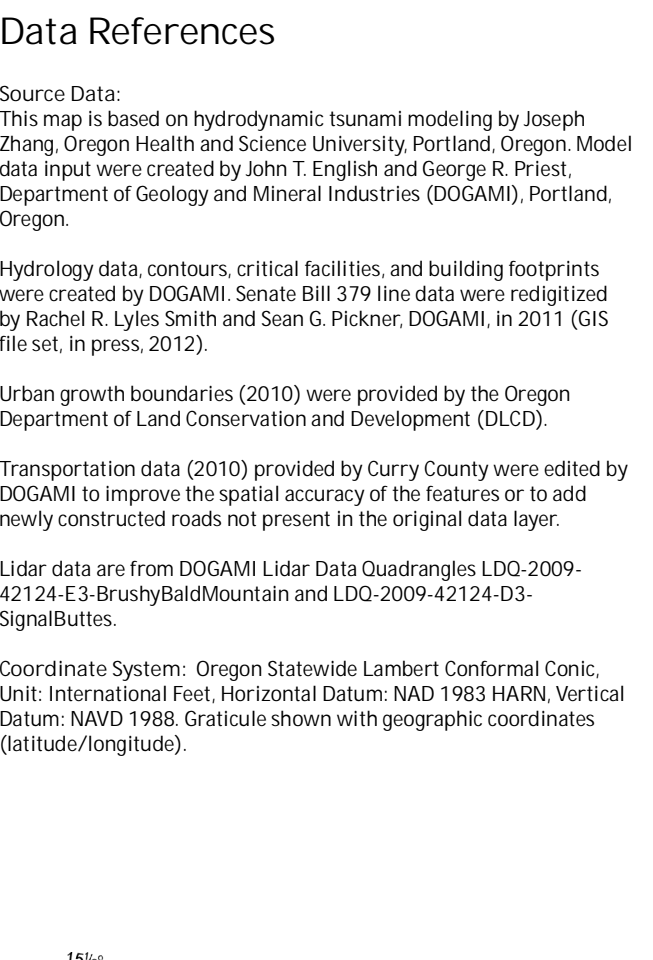 Data References
Source Data:
This map is based on hydrodynamic tsunami modeling by Joseph
Zhang, Oregon Health and Science University, Portland, Oregon. Model
data input were created by John T. English and George R. Priest,
Department of Geology and Mineral Industries (DOGAMI), Portland,
Oregon.
Hydrology data, contours, critical facilities, and building footprints
were created by DOGAMI. Senate Bill 379 line data were redigitized
by Rachel R. Lyles Smith and Sean G. Pickner, DOGAMI, in 2011 (GIS
file set, in press, 2012).
Urban growth boundaries (2010) were provided by the Oregon
Department of Land Conservation and Development (DLCD).
Transportation data (2010) provided by Curry County were edited by
DOGAMI to improve the spatial accuracy of the features or to add
newly constructed roads not present in the original data layer.
Lidar data are from DOGAMI Lidar Data Quadrangles LDQ-2009-
42124-E3-BrushyBaldMountain and LDQ-2009-42124-D3-
SignalButtes.
Coordinate System: Oregon Statewide Lambert Conformal Conic,
Unit: International Feet, Horizontal Datum: NAD 1983 HARN, Vertical
Datum: NAVD 1988. Graticule shown with geographic coordinates
(latitude/longitude).